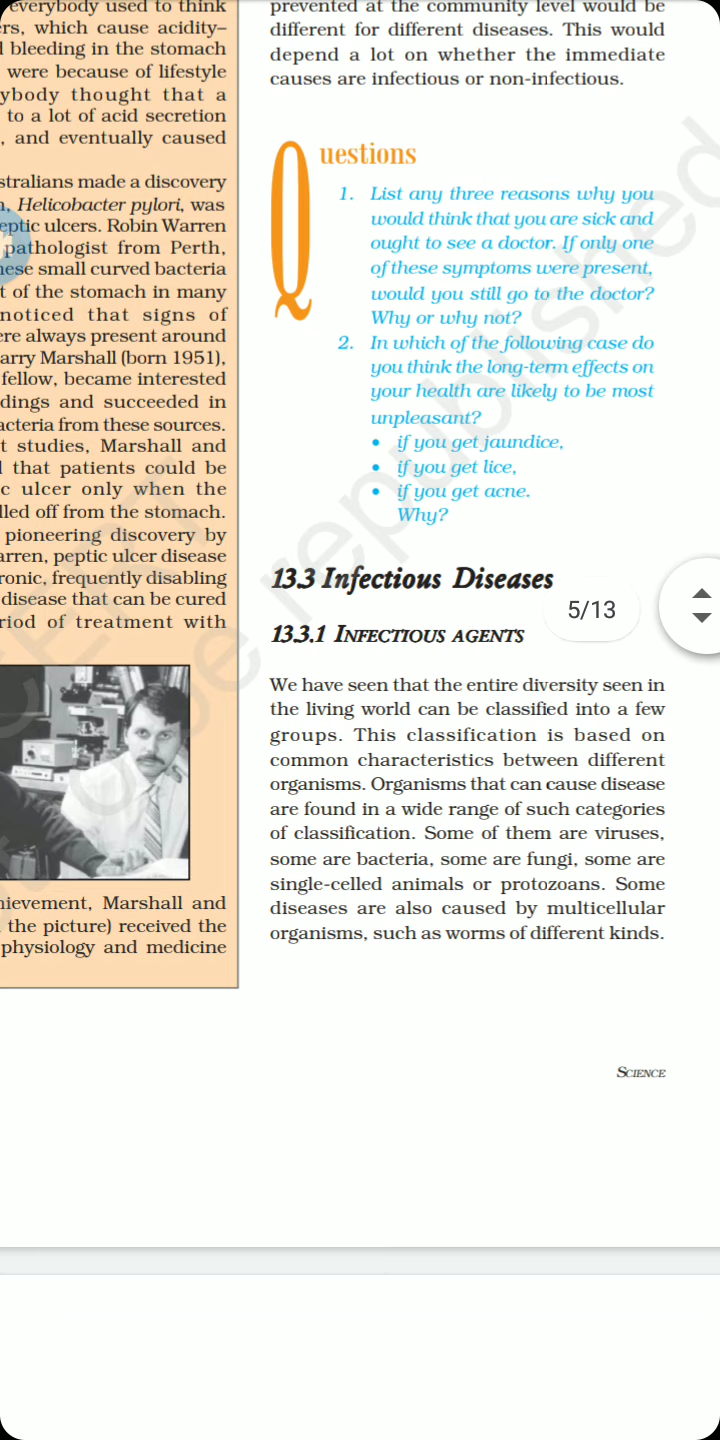 everybody used to think
ers, which cause acidity–
d bleeding in the stomach
were because of lifestyle
ybody thought that a
to a lot of acid secretion
, and eventually caused
stralians made a discovery
n, Helicobacter pylori, was
eptic ulcers. Robin Warren
pathologist from Perth,
hese small curved bacteria
t of the stomach in many
noticed that signs of
ere always present around
arry Marshall (born 1951),
fellow, became interested
dings and succeeded in
acteria from these sources.
t studies, Marshall and
d that patients could be
c ulcer only when the
lled off from the stomach.
pioneering discovery by
arren, peptic ulcer disease
ronic, frequently disabling
disease that can be cured
riod of treatment with
hievement, Marshall and
the picture) received the
physiology and medicine
prevented at the community level would be
different for different diseases. This would
depend a lot on whether the immediate
causes are infectious or non-infectious.
Questions
1. List any three reasons why you
would think that you are sick and
ought to see a doctor. If only one
of these symptoms were present,
would you still go to the doctor?
Why or why not?
2. In which of the following case do
you think the long-term effects on
your health are likely to be most
unpleasant?
• if you get jaundice,
• if you get lice,
• if you get acne.
Why?
13.3 Infectious Diseases
5/13
13.3.1 INFECTIOUS AGENTS
We have seen that the entire diversity seen in
the living world can be classified into a few
groups. This classification is based on
common characteristics between different
organisms. Organisms that can cause disease
are found in a wide range of such categories
of classification. Some of them are viruses,
some are bacteria, some are fungi, some are
single-celled animals or protozoans. Some
diseases are also caused by multicellular
organisms, such as worms of different kinds.
SCIENCE
be republished